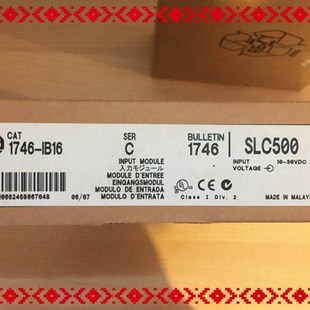 CAT
1746-IB16
SER
C
BULLETIN
1746
SLC500
INPUT MODULE
入力モジュール
MODULE D'ENTREE
EINGANGSMODUL
MODULO DE ENTRADA
MODULO D'ENTRATA
INPUT 10-30VDC
VOLTAGE
06/07
Class I Div. 2
MADE IN MALAY